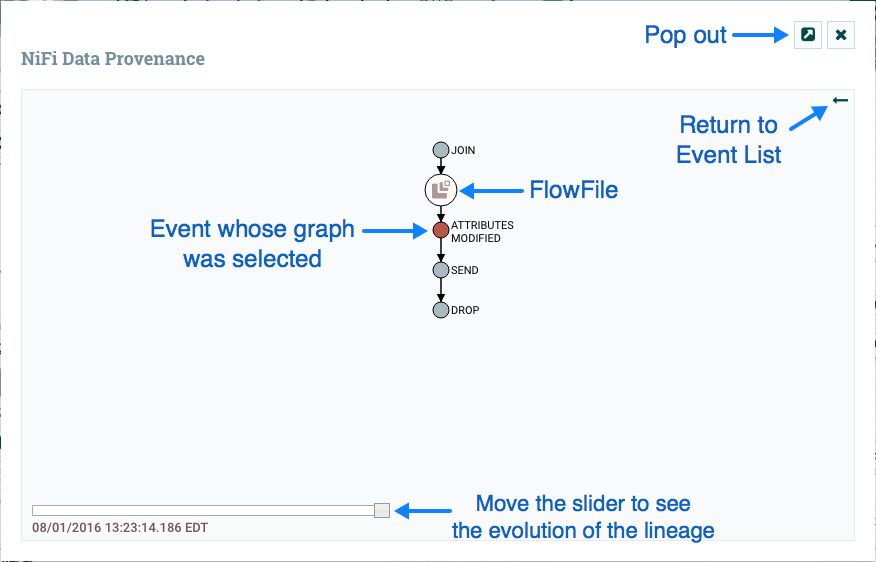 Pop out
NiFi Data Provenance
Return to
Event List
JOIN
FlowFile
Event whose graph
was selected
ATTRIBUTES
MODIFIED
SEND
DROP
Move the slider to see
the evolution of the lineage
08/01/2016 13:23:14.186 EDT